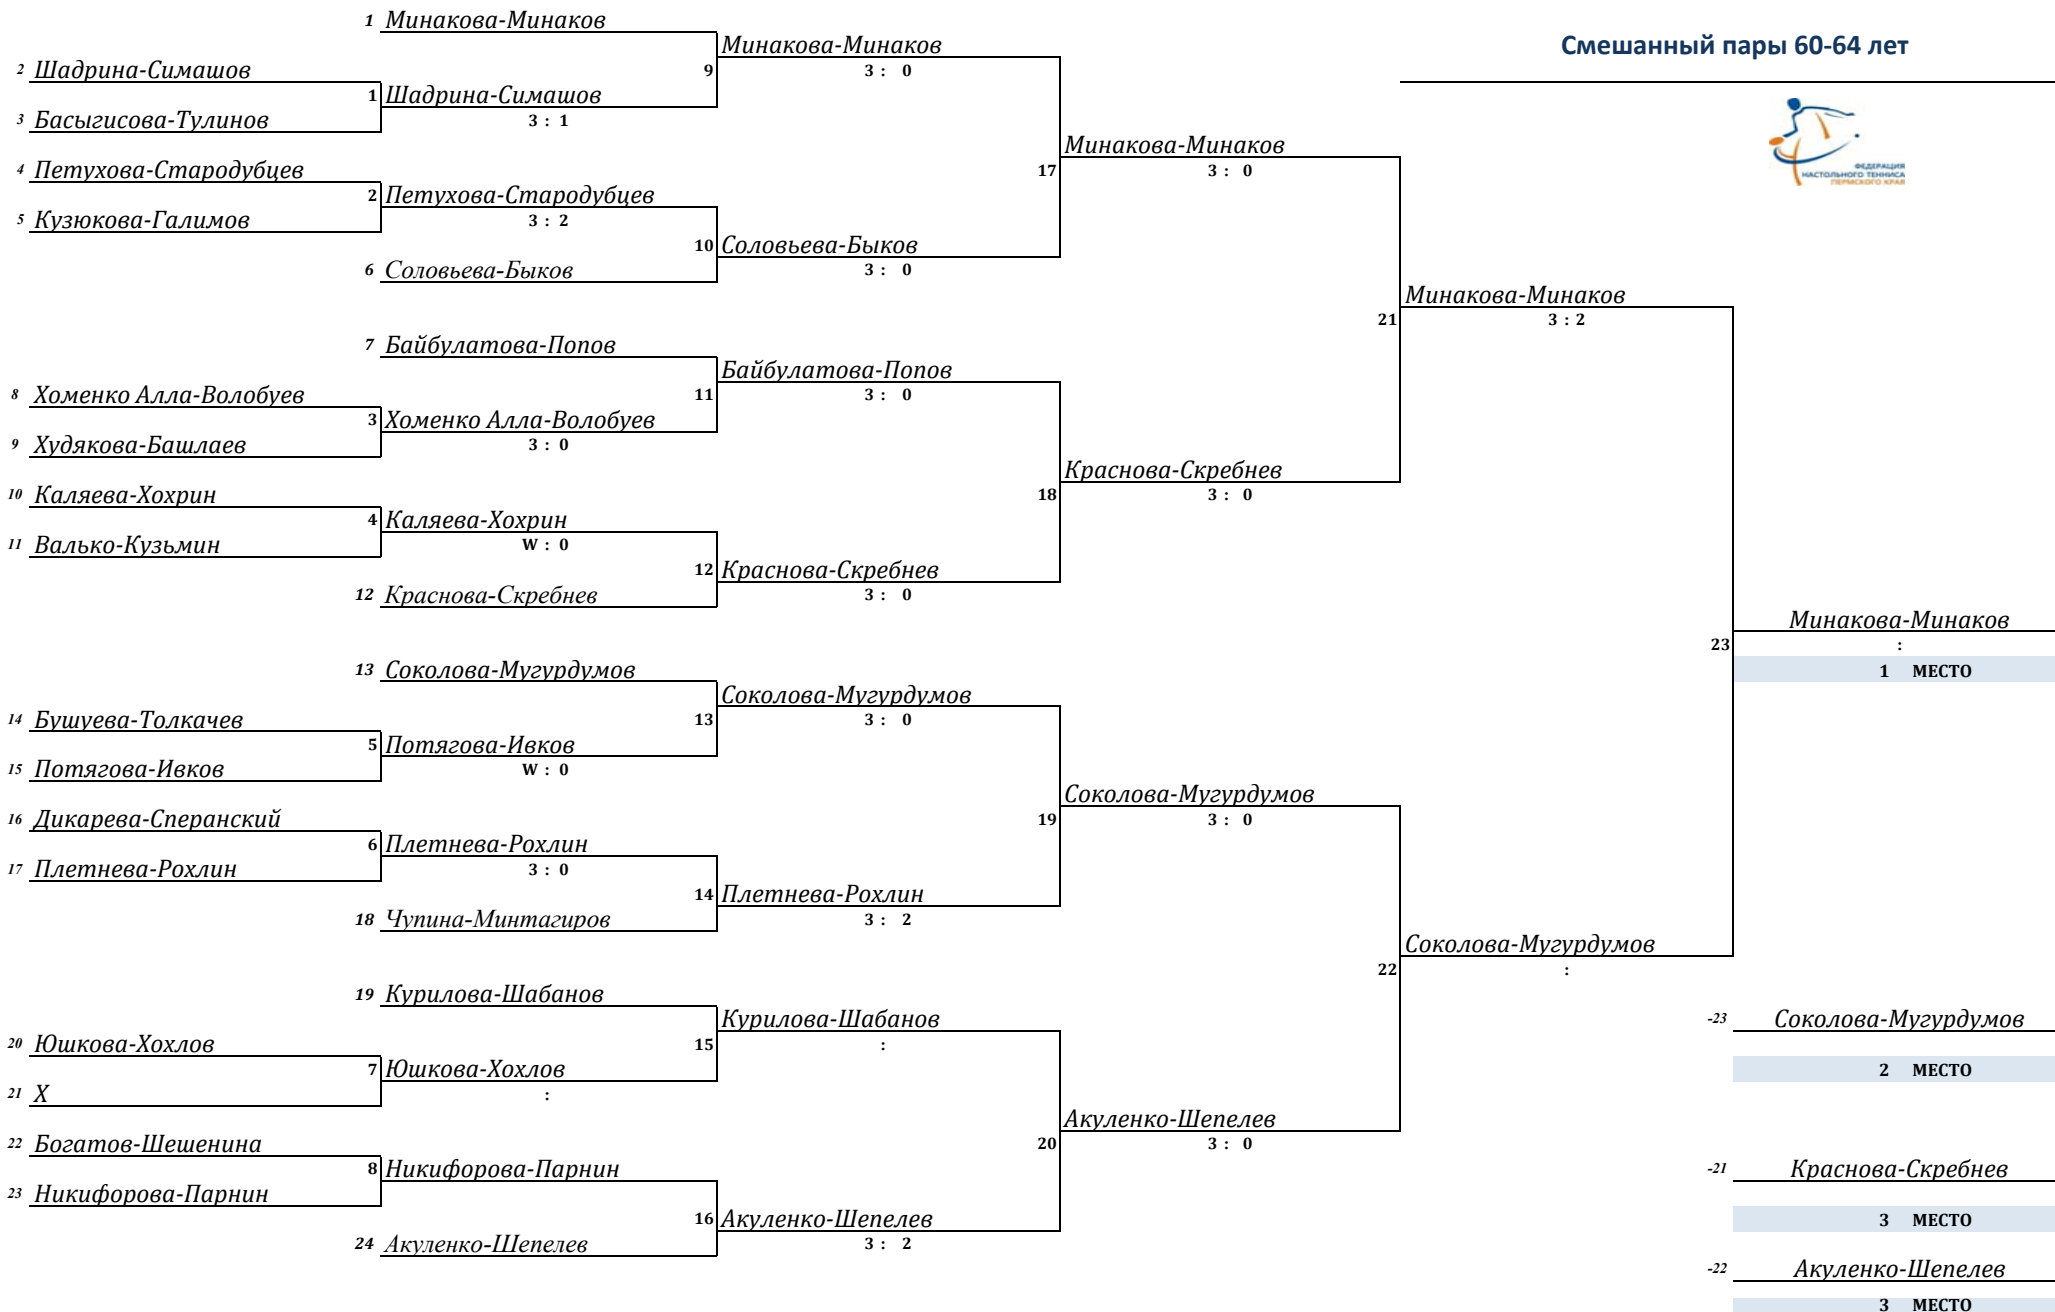 1 Минакова-Минаков
Смешанный пары 60-64 лет
Минакова-Минаков
9 3 : 0
2 Шадрина-Симашов
1 Шадрина-Симашов
3 : 1
3 Басыгисова-Тулинов
ФЕДЕРАЦИЯ
НАСТОЛЬНОГО ТЕННИСА
ПЕРМСКОГО КРАЯ
Минакова-Минаков
17 3 : 0
4 Петухова-Стародубцев
2 Петухова-Стародубцев
3 : 2
5 Кузюкова-Галимов
10 Соловьева-Быков
3 : 0
6 Соловьева-Быков
Минакова-Минаков
21 3 : 2
7 Байбулатова-Попов
Байбулатова-Попов
11 3 : 0
8 Хоменко Алла-Волобуев
3 Хоменко Алла-Волобуев
3 : 0
9 Худякова-Башлаев
Краснова-Скребнев
18 3 : 0
10 Каляева-Хохрин
4 Каляева-Хохрин
W : 0
11 Валько-Кузьмин
12 Краснова-Скребнев
3 : 0
12 Краснова-Скребнев
Минакова-Минаков
23 :
1 МЕСТО
13 Соколова-Мугурдумов
Соколова-Мугурдумов
13 3 : 0
14 Бушуева-Толкачев
5 Потягова-Ивков
W : 0
15 Потягова-Ивков
Соколова-Мугурдумов
19 3 : 0
16 Дикарева-Сперанский
6 Плетнева-Рохлин
3 : 0
17 Плетнева-Рохлин
14 Плетнева-Рохлин
3 : 2
18 Чупина-Минтагиров
Соколова-Мугурдумов
22 :
19 Курилова-Шабанов
Курилова-Шабанов
15 :
-23 Соколова-Мугурдумов
2 МЕСТО
20 Юшкова-Хохлов
7 Юшкова-Хохлов
:
21 Х
Акуленко-Шепелев
20 3 : 0
22 Богатов-Шешенина
8 Никифорова-Парнин
23 Никифорова-Парнин
-21 Краснова-Скребнев
3 МЕСТО
16 Акуленко-Шепелев
3 : 2
24 Акуленко-Шепелев
-22 Акуленко-Шепелев
3 МЕСТО